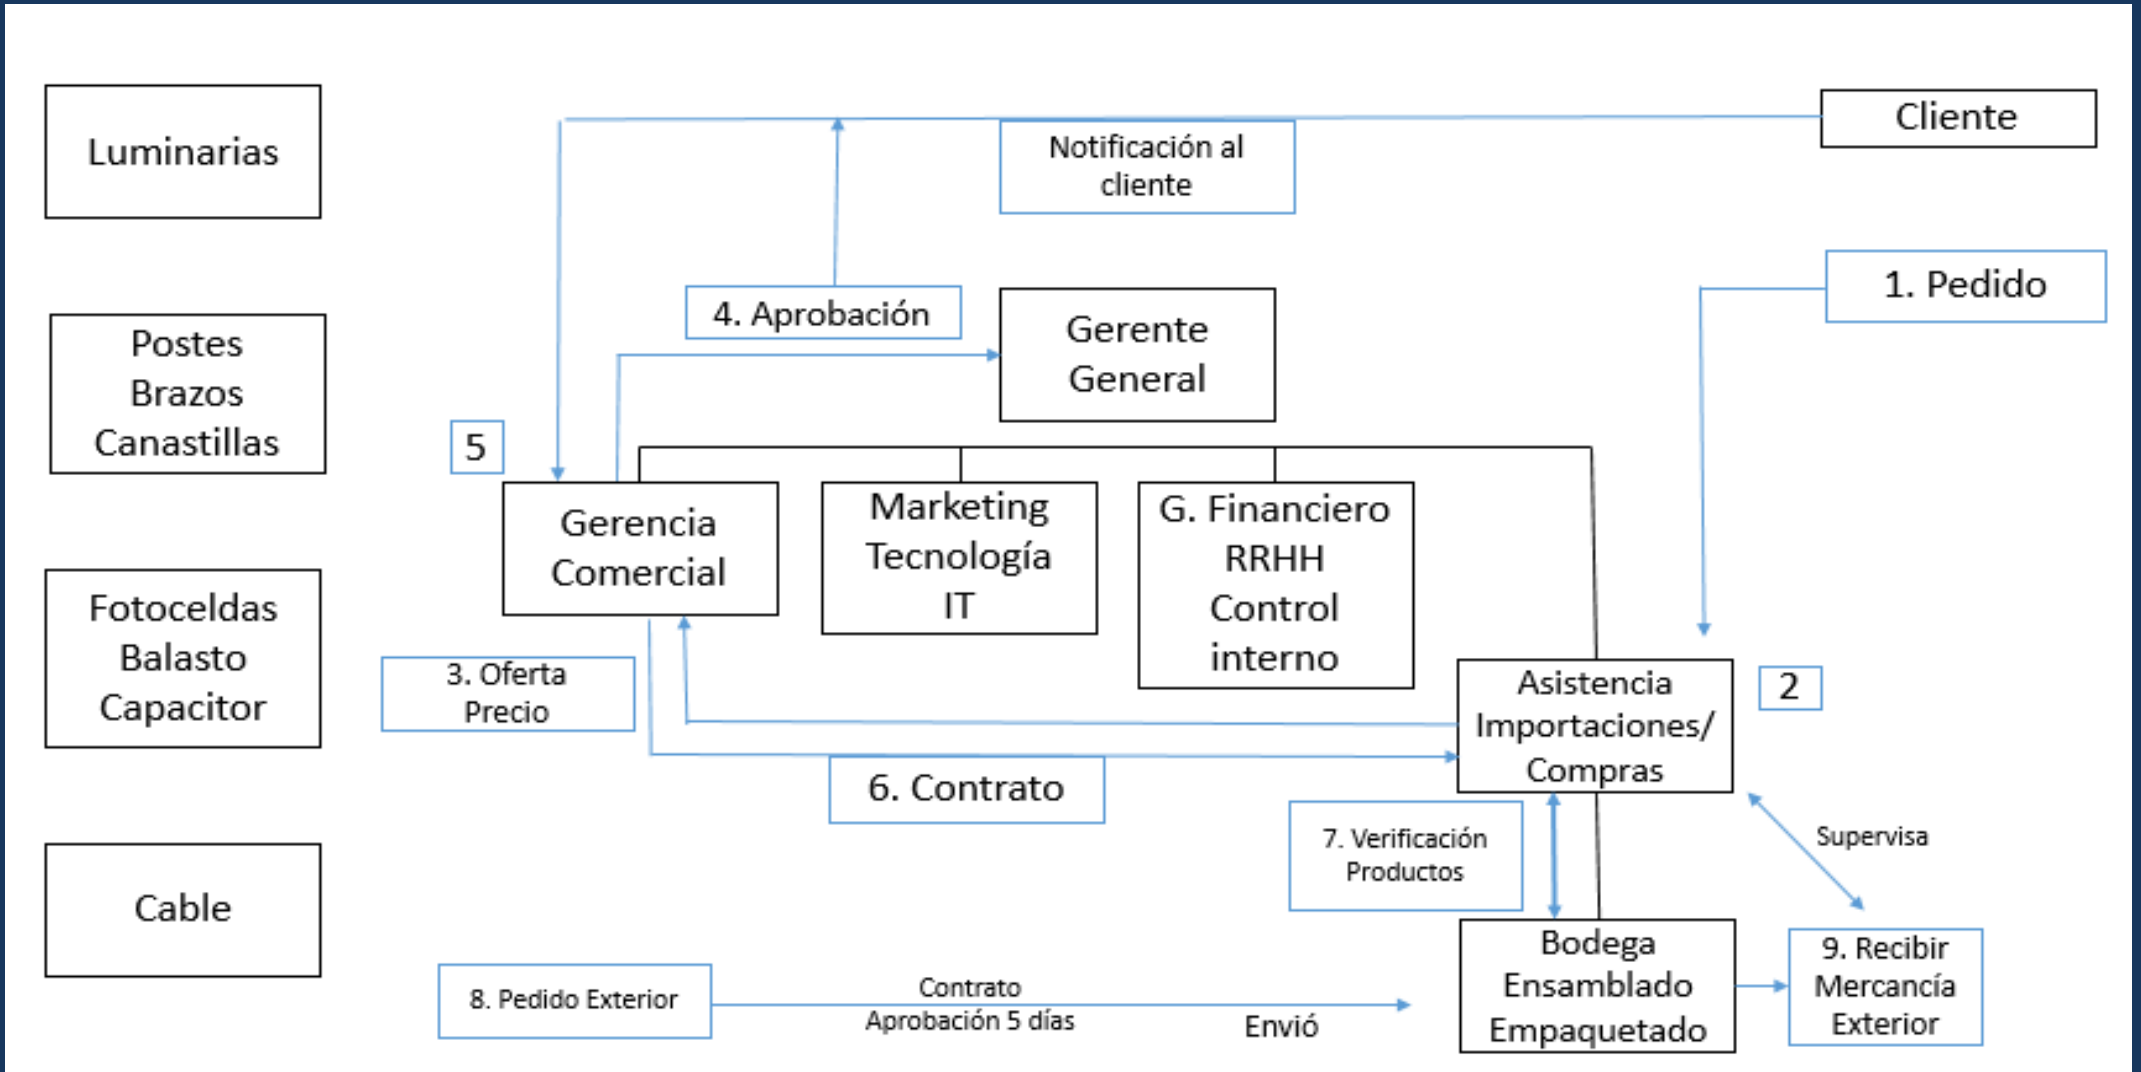 Luminarias
Cliente
Notificación al
cliente
1. Pedido
4. Aprobación
Gerente
General
Postes
Brazos
Canastillas
5
Gerencia
Comercial
Marketing
Tecnología
IT
G. Financiero
RRHH
Control
interno
Fotoceldas
Balasto
Capacitor
3. Oferta
Precio
Asistencia
Importaciones/
Compras
2
6. Contrato
7. Verificación
Productos
Supervisa
Cable
8. Pedido Exterior
Contrato
Aprobación 5 días
Envió
Bodega
Ensamblado
Empaquetado
9. Recibir
Mercancía
Exterior